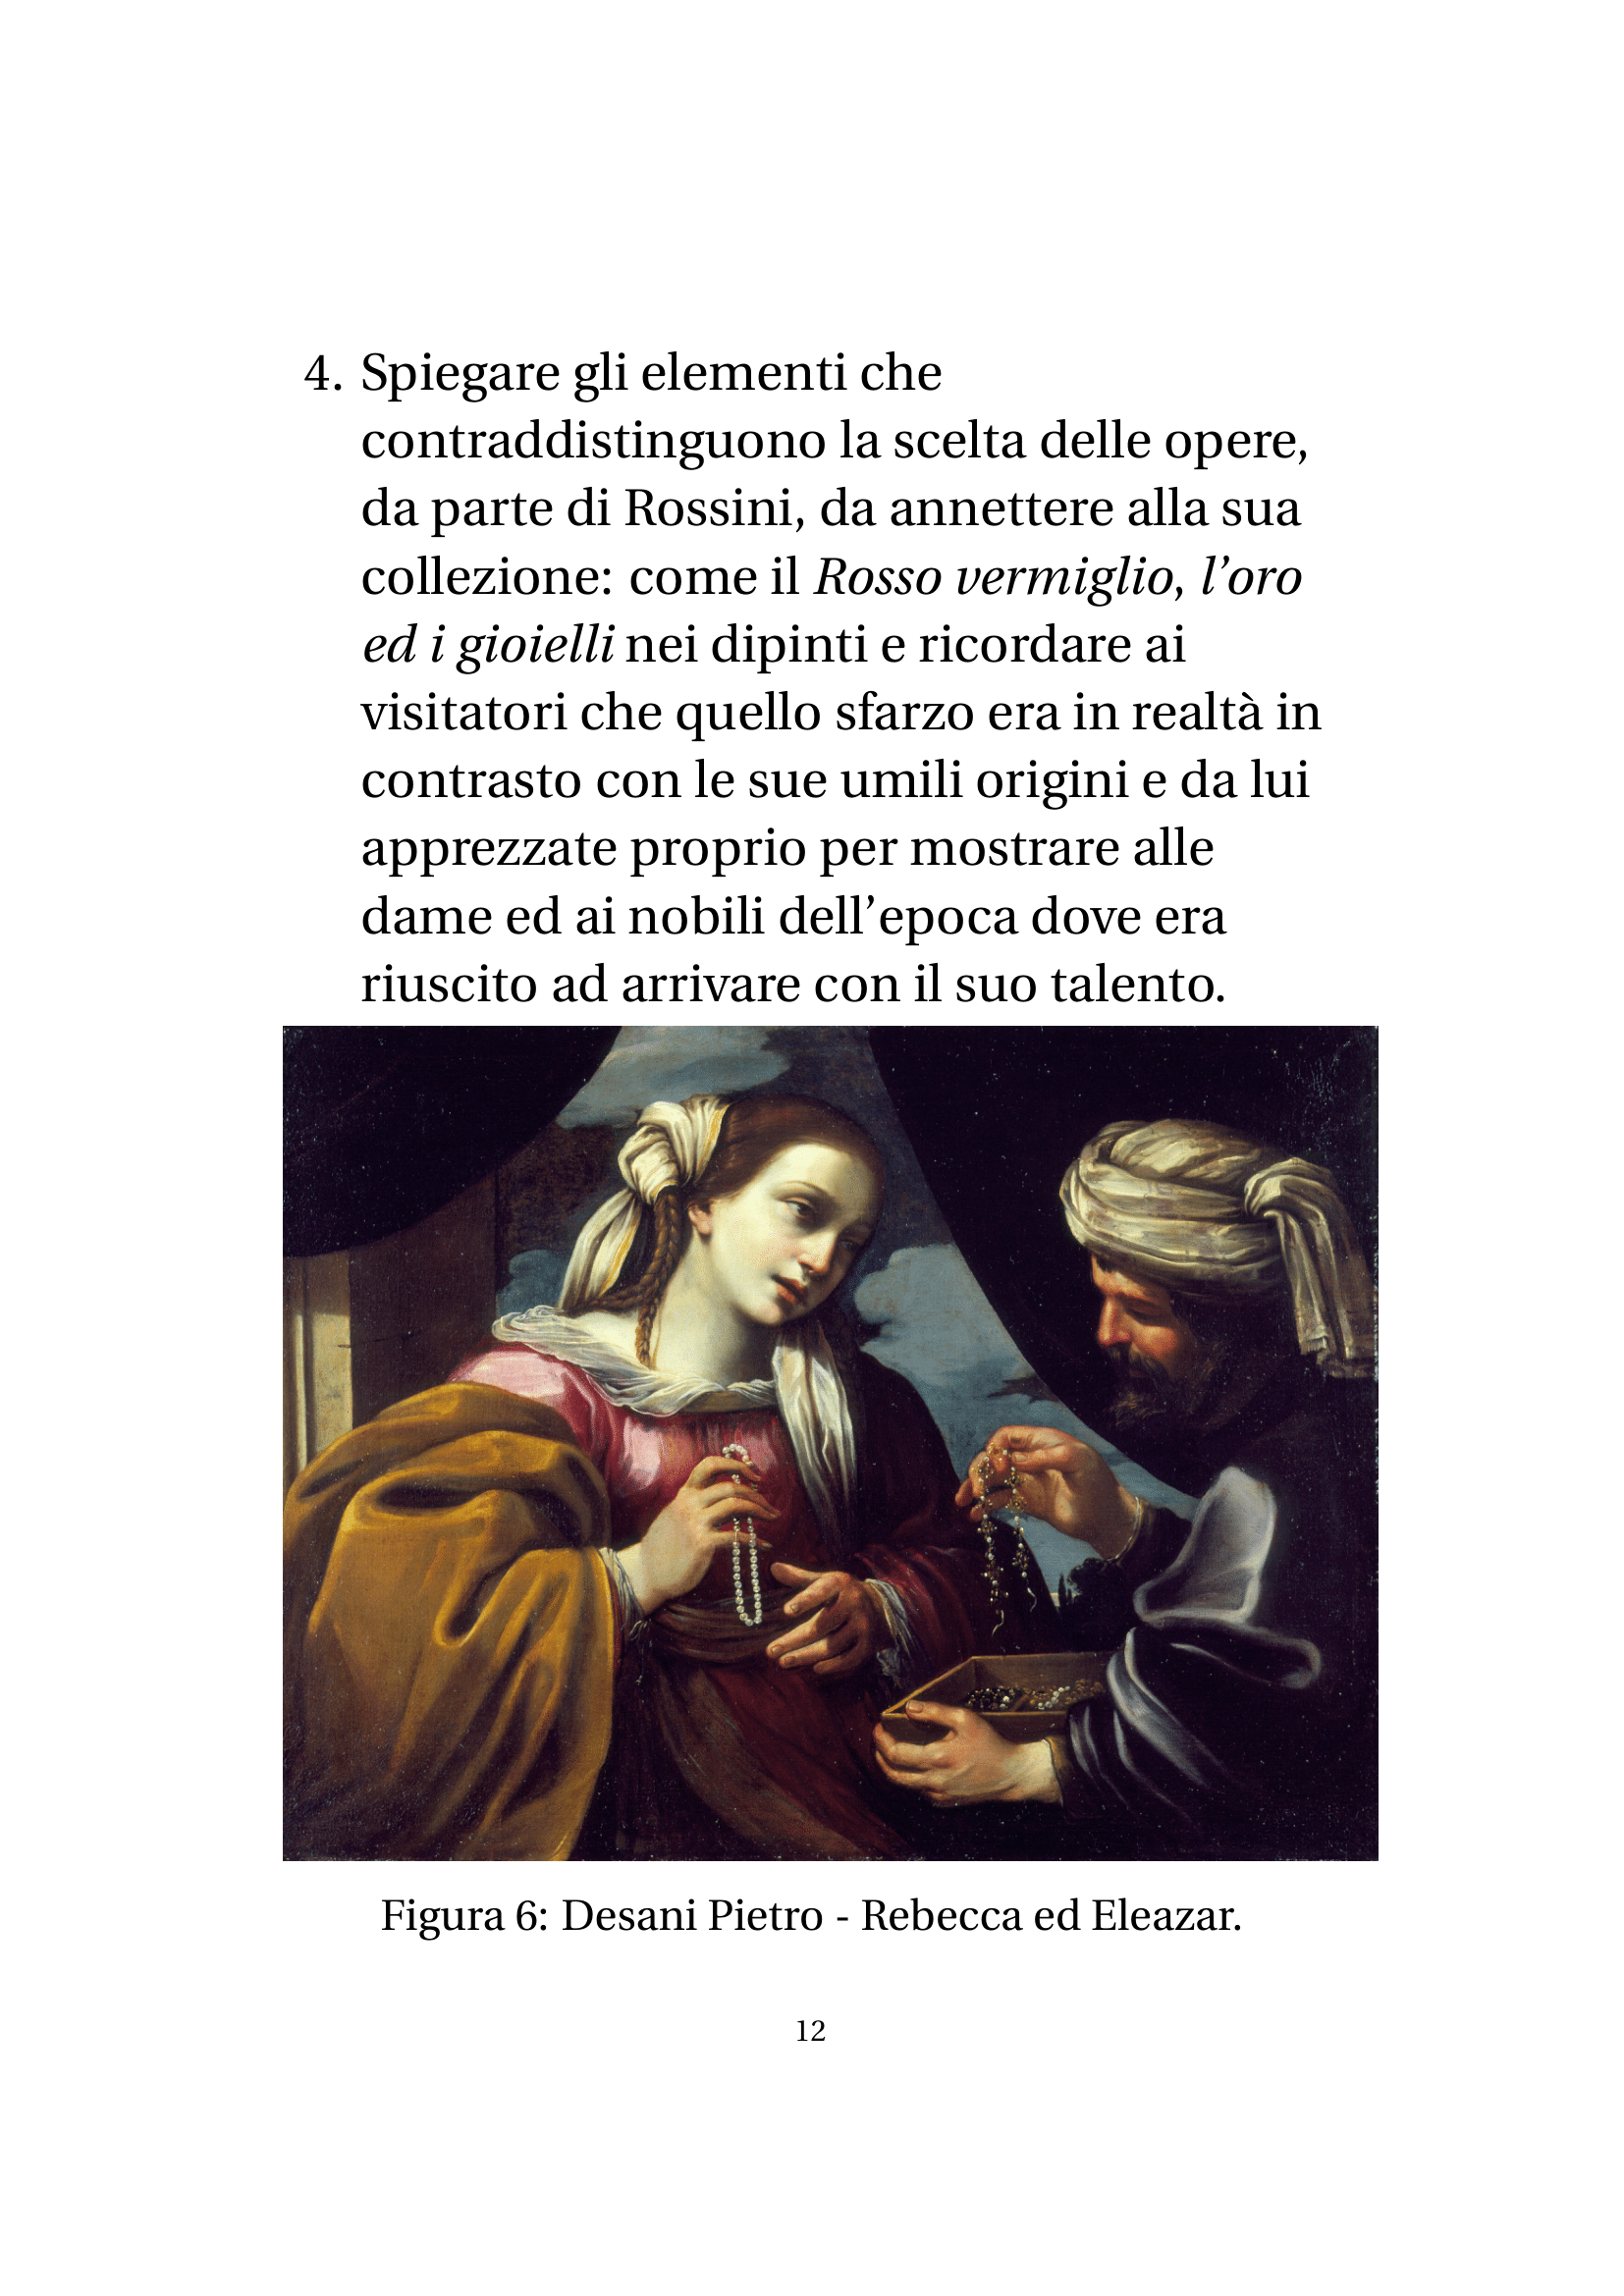 4. Spiegare gli elementi che
contraddistinguono la scelta delle opere,
da parte di Rossini, da annettere alla sua
collezione: come il Rosso vermiglio, l’oro
ed i gioielli nei dipinti e ricordare ai
visitatori che quello sfarzo era in realtà in
contrasto con le sue umili origini e da lui
apprezzate proprio per mostrare alle
dame ed ai nobili dell’epoca dove era
riuscito ad arrivare con il suo talento.
Figura 6: Desani Pietro - Rebecca ed Eleazar.
12